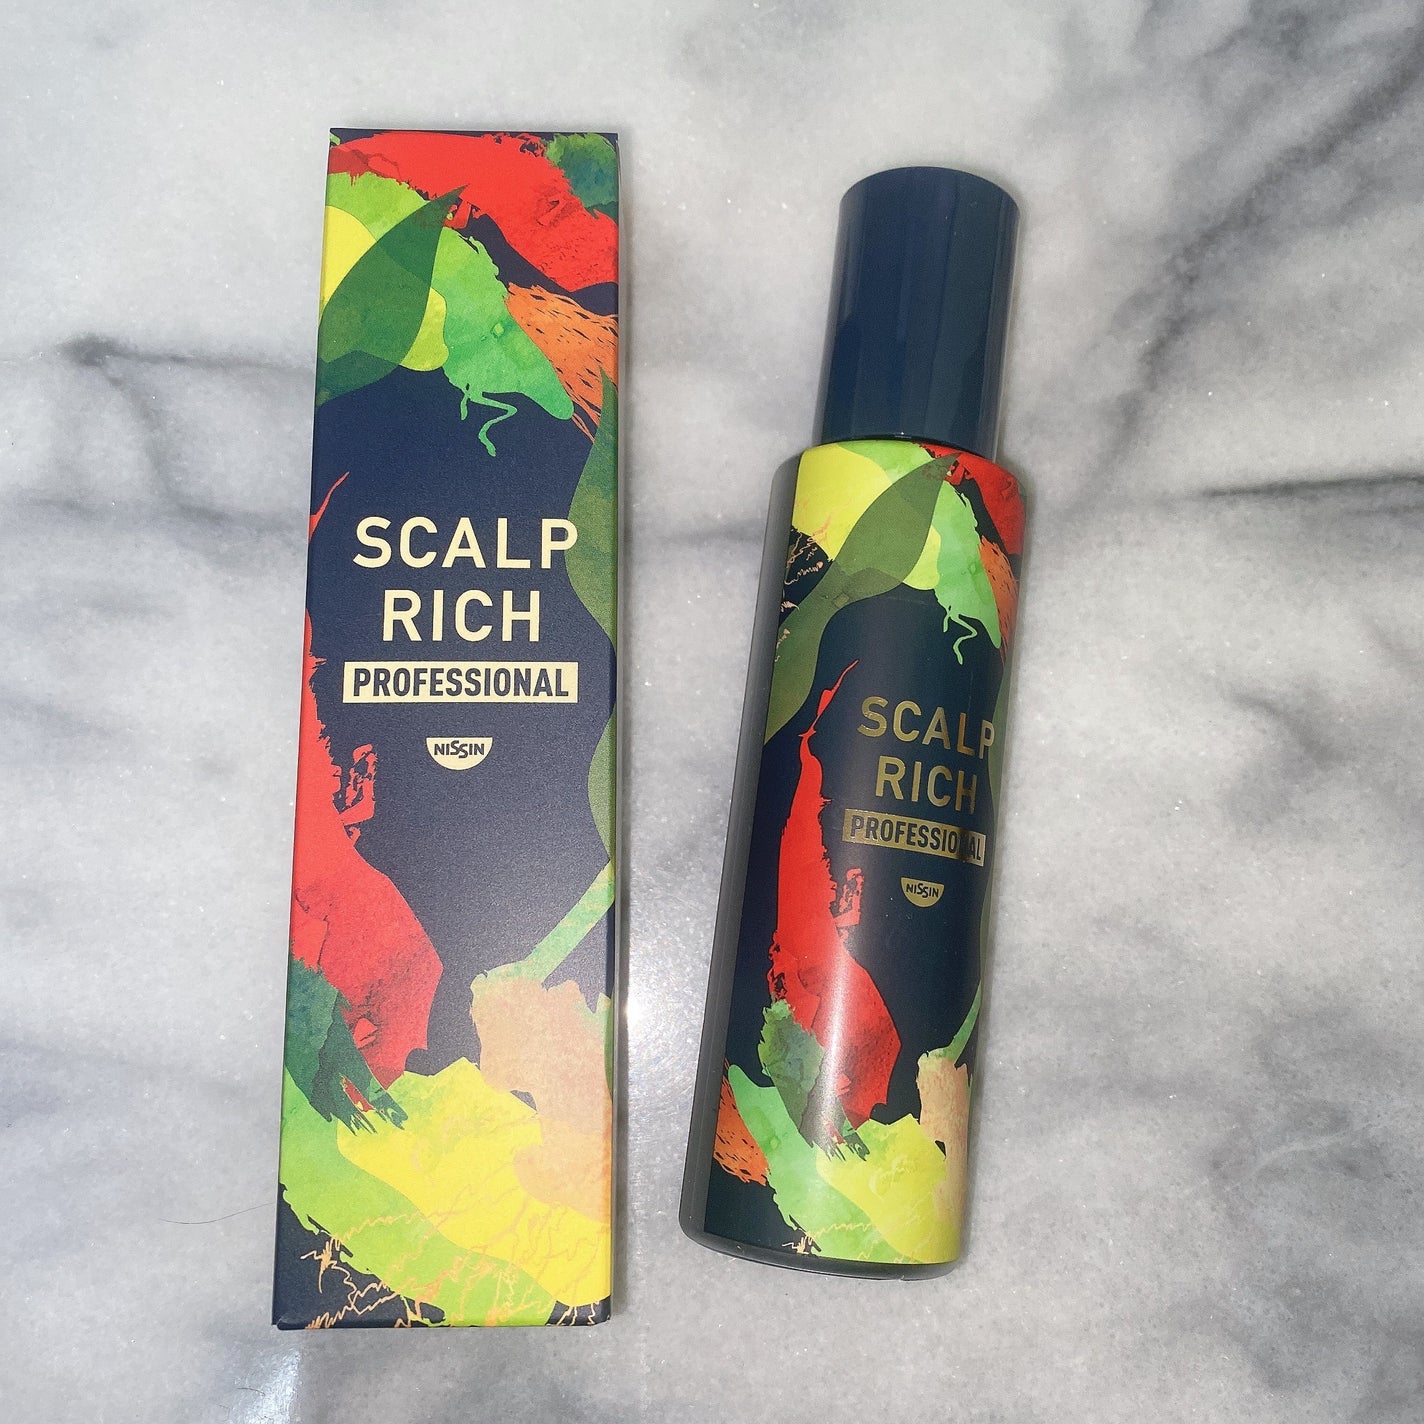 SCALP
RICH
PROFESSIONAL
NISSIN
SCALP
RICH
PROFESSIONAL
NISSIN